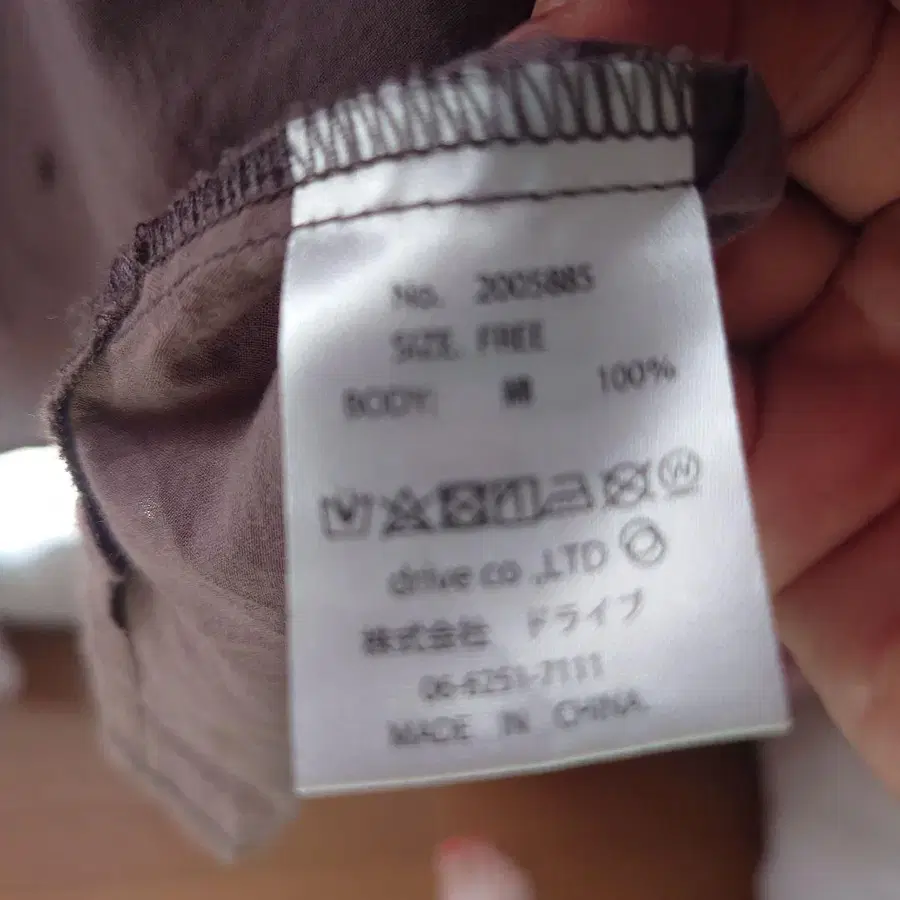 No. 2005885
SIZE. FREE
BODY: 綿 100%
W
drive co .,LTD
株式会社 ドライブ
06-6251-7111
MADE IN CHINA